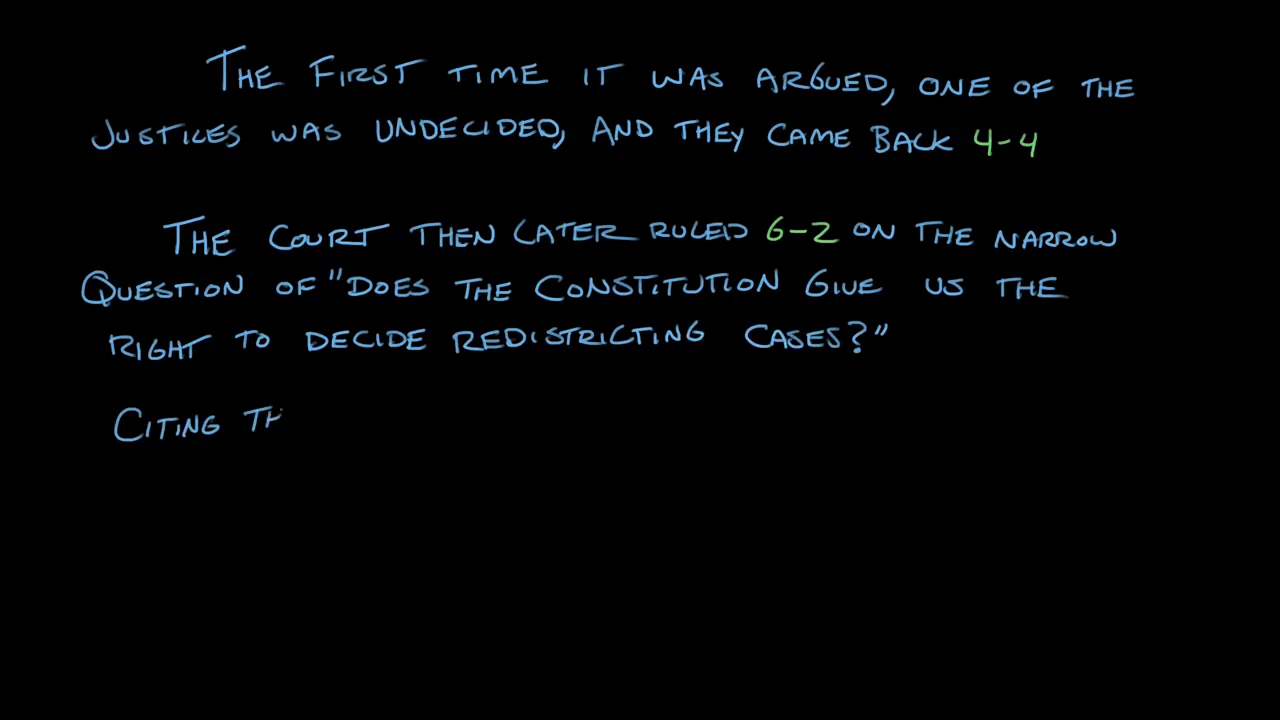 THE FIRST TIME IT WAS ARGUED, ONE OF THE
JUSTICES WAS UNDECIDED, AND THEY CAME BACK 4-4
THE COURT THEN LATER RULED 6-2 ON THE NARROW
QUESTION OF "DOES THE CONSTITUTION GIVE US THE
RIGHT TO DECIDE REDISTRICTING CASES?"
CITING TH